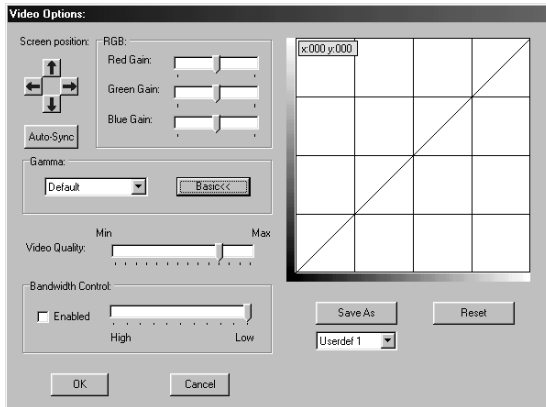 Video Options:
Screen position:
Auto-Sync
RGB:
Red Gain:
Green Gain:
Blue Gain:
Gamma:
Default
Basic<<
Min Max
Video Quality:
Bandwidth Control:
Enabled
High Low
OK Cancel
x:000 y:000
Save As Reset
Userdef 1